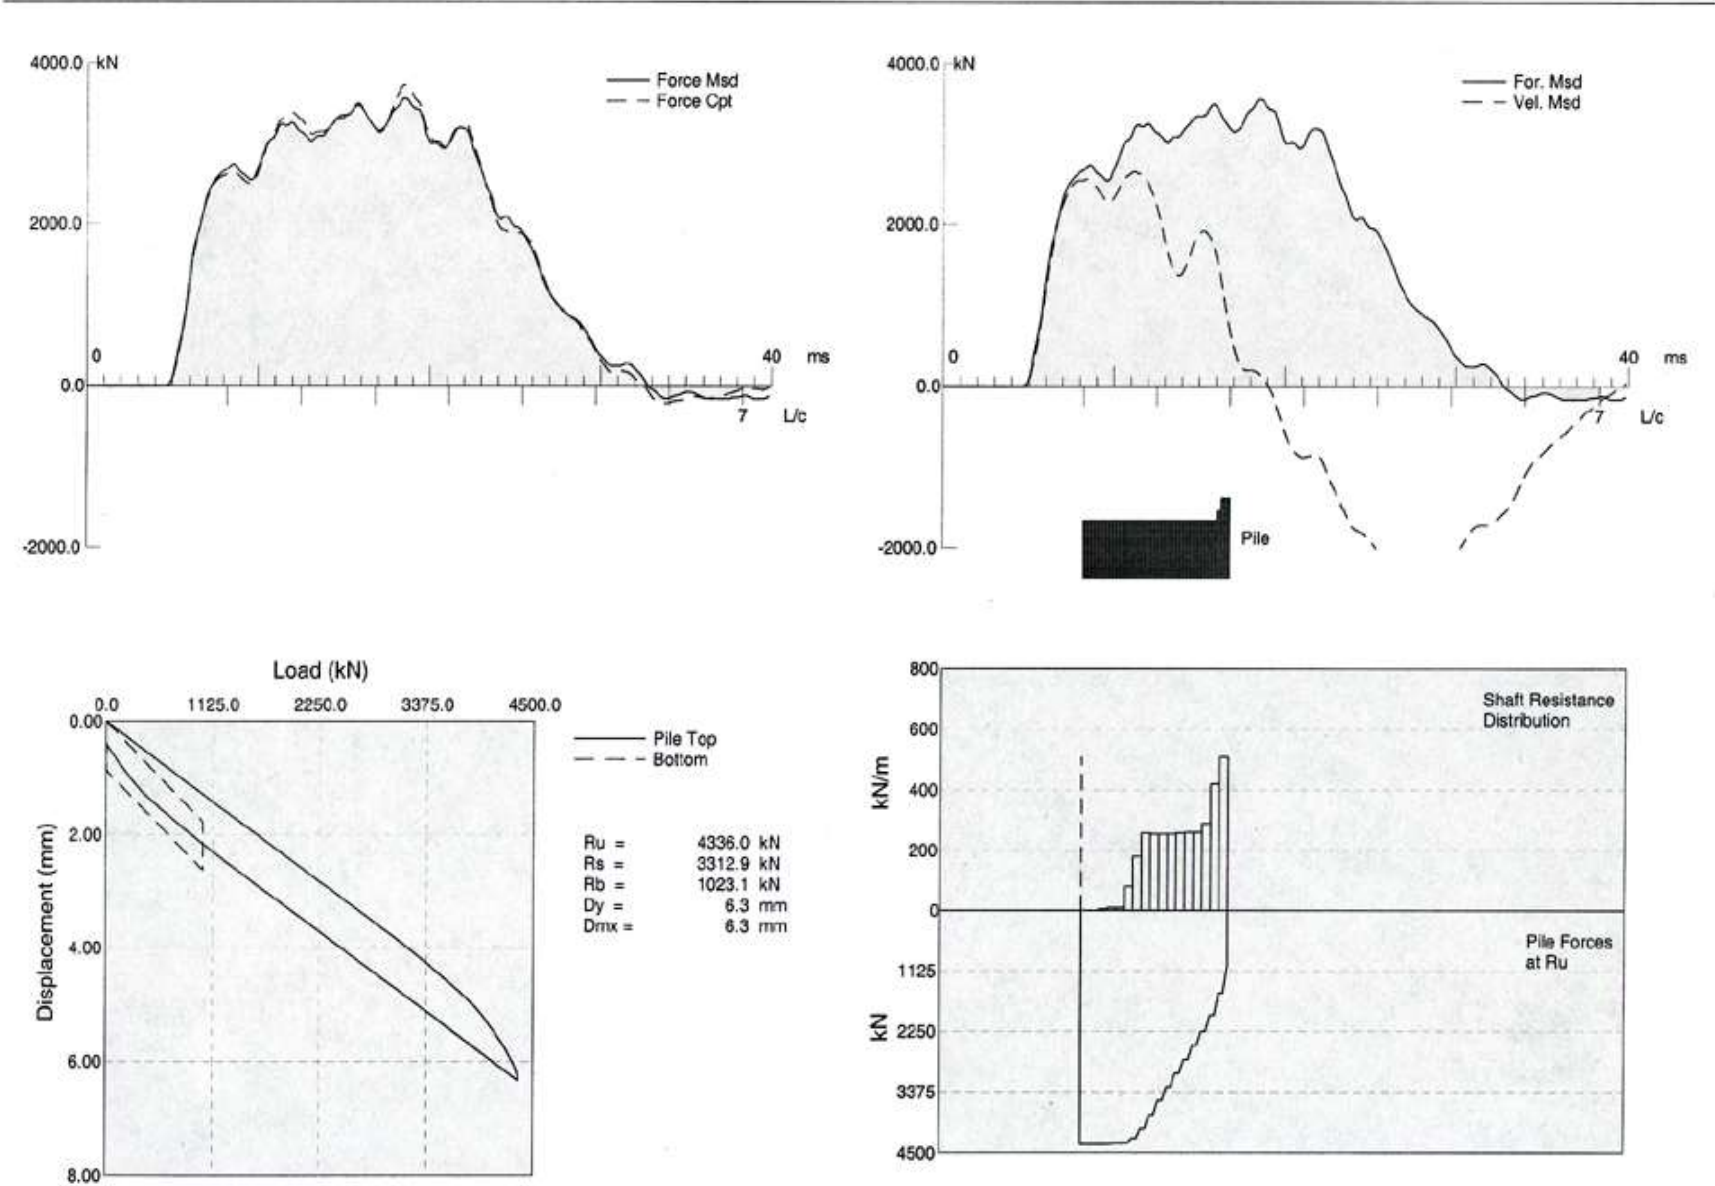 4000.0 kN
Force Msd
Force Cpt
2000.0
0 40 ms
0.0
7 L/c
-2000.0
4000.0 kN
For. Msd
Vel. Msd
2000.0
0 40 ms
0.0
7 L/c
-2000.0
Pile
Load (kN)
0.0 1125.0 2250.0 3375.0 4500.0
0.00
2.00
4.00
6.00
8.00
Displacement (mm)
Pile Top
Bottom
Ru = 4336.0 kN
Rs = 3312.9 kN
Rb = 1023.1 kN
Dy = 6.3 mm
Dmx = 6.3 mm
800
600
400
200
0
kN/m
Shaft Resistance
Distribution
Pile Forces
at Ru
1125
2250
3375
4500
kN